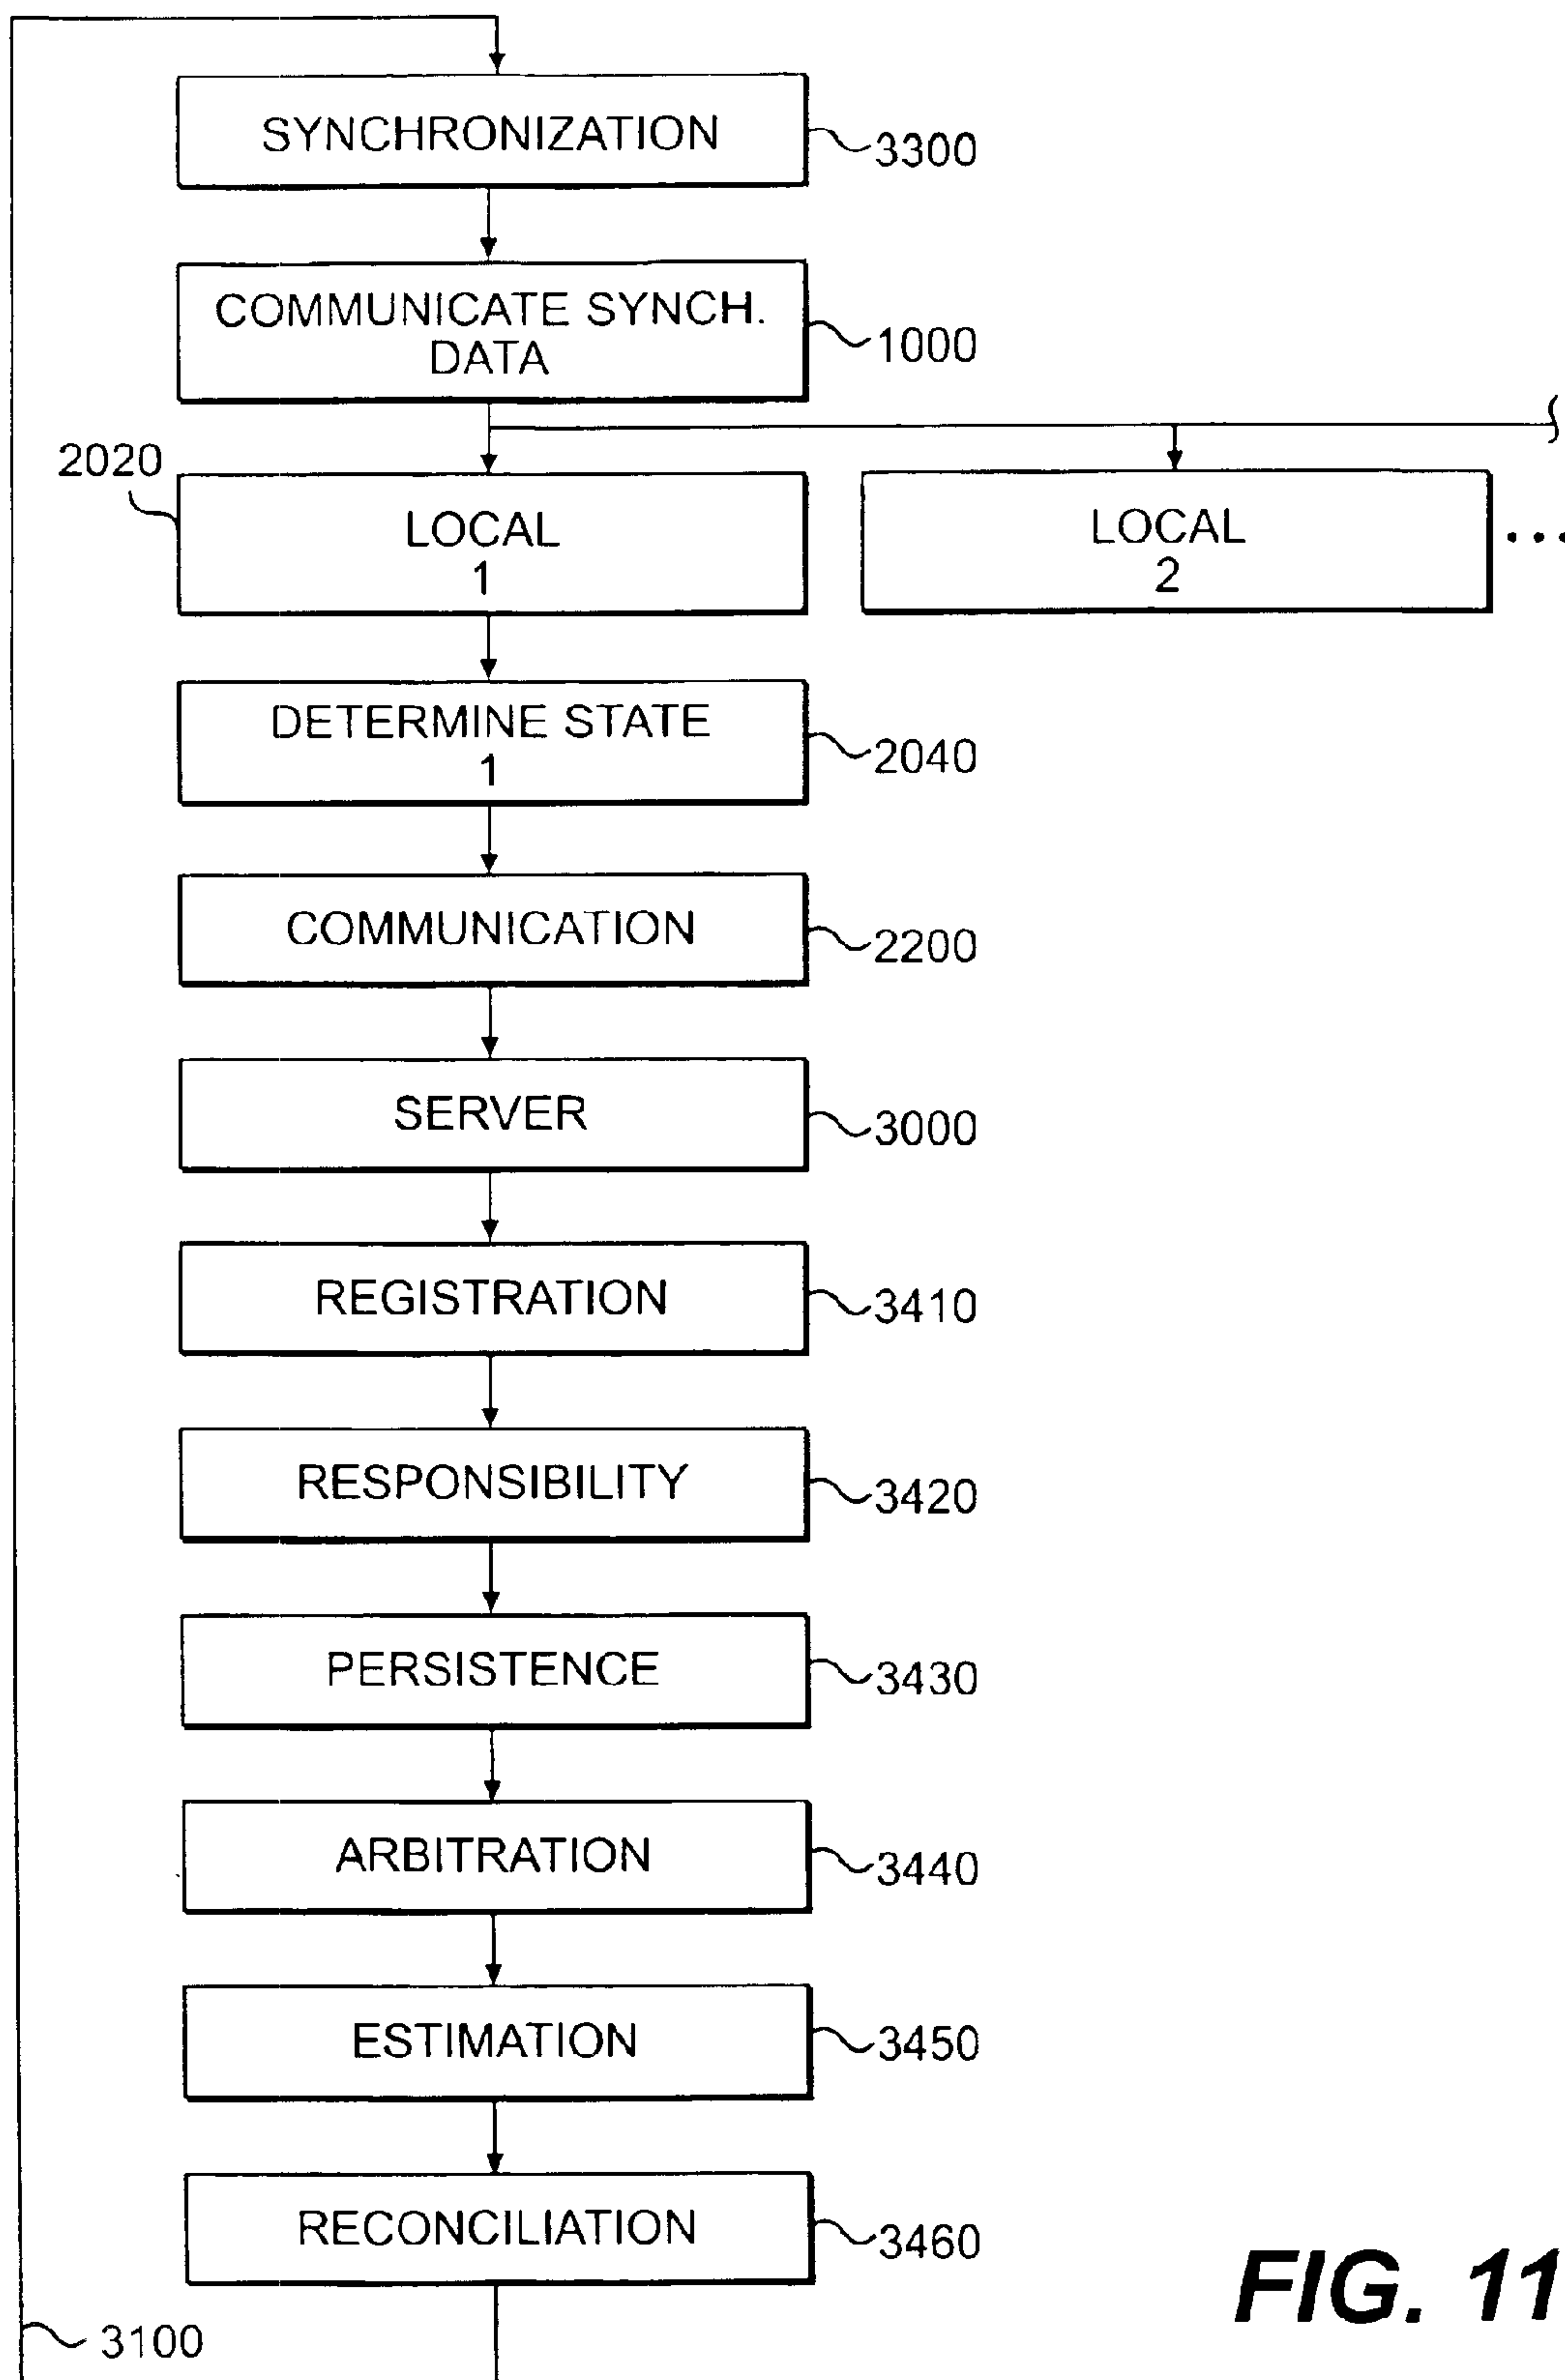 SYNCHRONIZATION
3300
COMMUNICATE SYNCH.
DATA
1000
2020
LOCAL
1
LOCAL
2
...
DETERMINE STATE
1
2040
COMMUNICATION
2200
SERVER
3000
REGISTRATION
3410
RESPONSIBILITY
3420
PERSISTENCE
3430
ARBITRATION
3440
ESTIMATION
3450
RECONCILIATION
3460
3100
FIG. 11